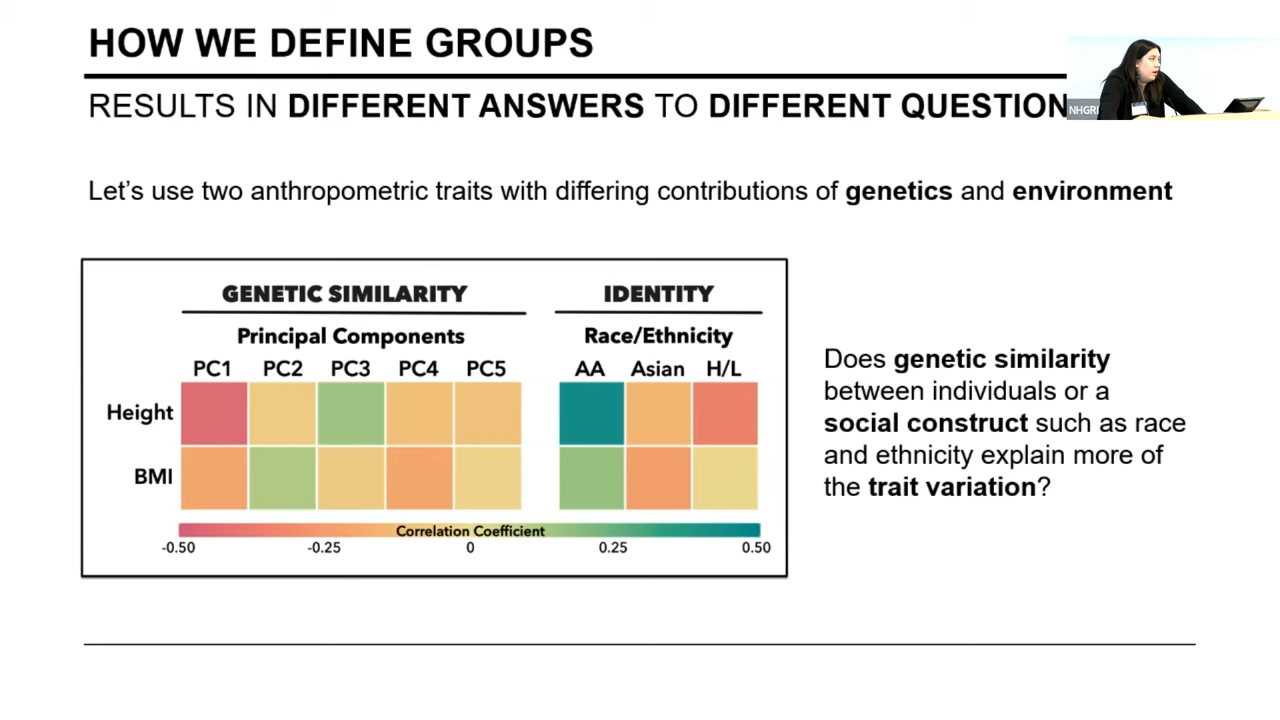 HOW WE DEFINE GROUPS
RESULTS IN DIFFERENT ANSWERS TO DIFFERENT QUESTION
NHGRI
Let's use two anthropometric traits with differing contributions of genetics and environment
GENETIC SIMILARITY IDENTITY
Principal Components Race/Ethnicity
PC1 PC2 PC3 PC4 PC5 AA Asian H/L
Height
BMI
Correlation Coefficient
-0.50 -0.25 0 0.25 0.50
Does genetic similarity
between individuals or a
social construct such as race
and ethnicity explain more of
the trait variation?